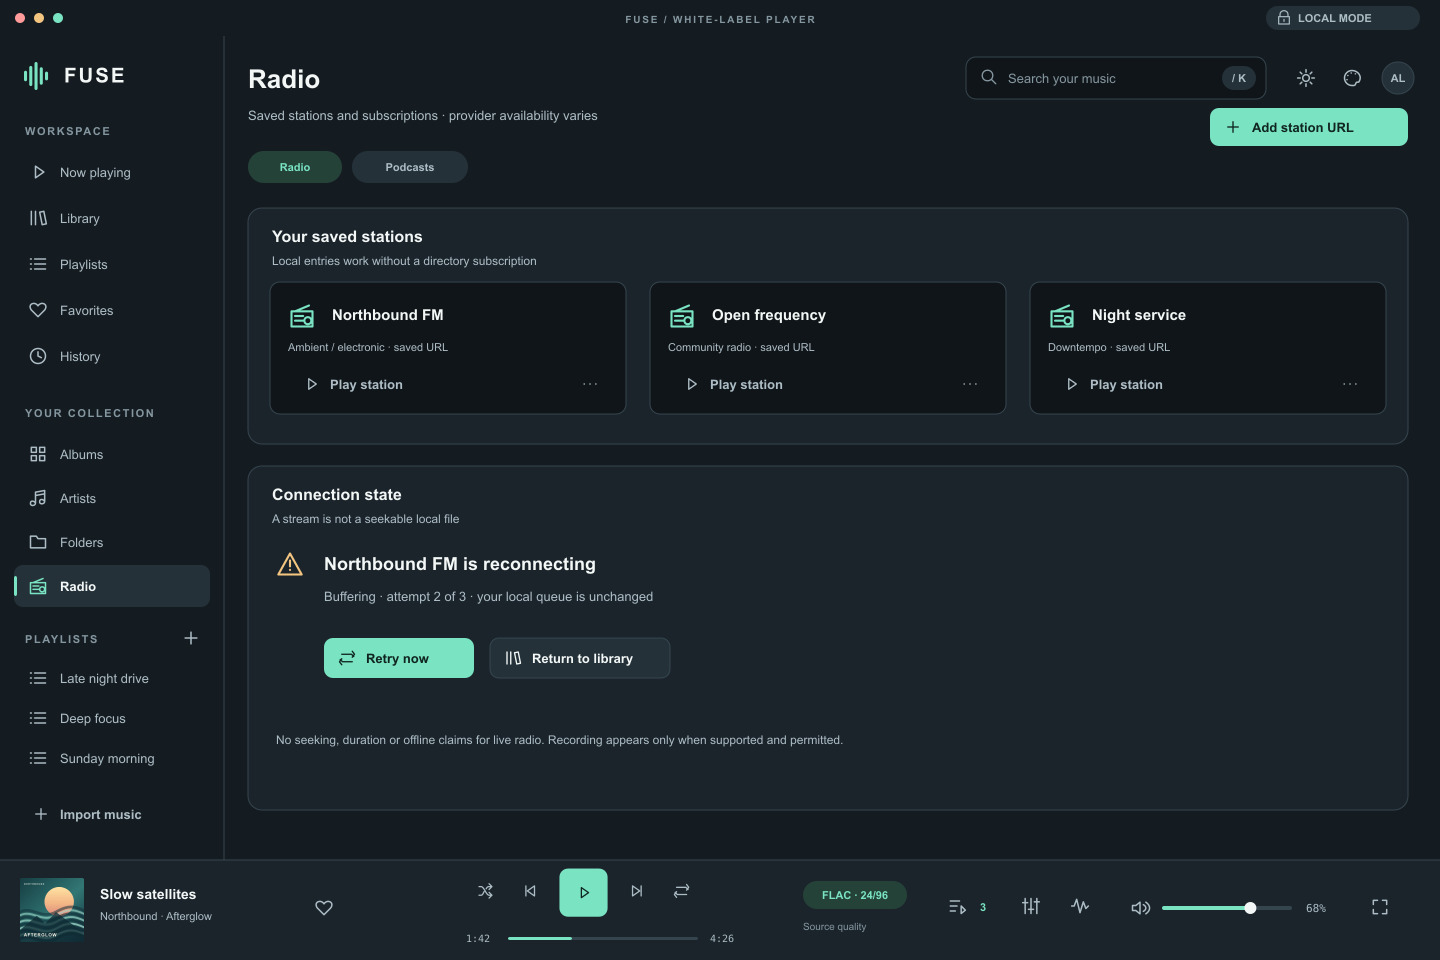 FUSE / WHITE-LABEL PLAYER
LOCAL MODE
FUSE
WORKSPACE
Now playing
Library
Playlists
Favorites
History
YOUR COLLECTION
Albums
Artists
Folders
Radio
PLAYLISTS
Late night drive
Deep focus
Sunday morning
Import music
Radio
Search your music
/ K
AL
Saved stations and subscriptions · provider availability varies
Add station URL
Radio
Podcasts
Your saved stations
Local entries work without a directory subscription
Northbound FM
Ambient / electronic · saved URL
Play station
...
Open frequency
Community radio · saved URL
Play station
...
Night service
Downtempo · saved URL
Play station
...
Connection state
A stream is not a seekable local file
Northbound FM is reconnecting
Buffering · attempt 2 of 3 · your local queue is unchanged
Retry now
Return to library
No seeking, duration or offline claims for live radio. Recording appears only when supported and permitted.
AFTERGLOW
Slow satellites
Northbound · Afterglow
1:42
4:26
FLAC · 24/96
Source quality
3
68%